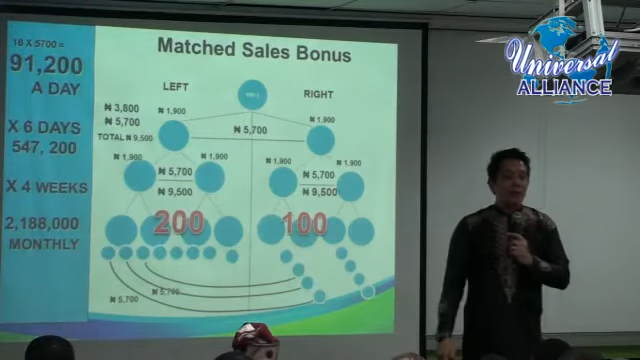 16 X 5700 =
91,200
A DAY
X 6 DAYS
547, 200
X 4 WEEKS
2,188,000
MONTHLY
Matched Sales Bonus
LEFT
RIGHT
₦ 3,800
₦ 5,700
TOTAL ₦ 9,500
₦ 1,900
₦ 1,900
₦ 5,700
₦ 1,900
₦ 1,900
₦ 1,900
₦ 1,900
₦ 5,700
₦ 9,500
₦ 5,700
₦ 9,500
200
100
₦ 5,700
₦ 5,700
Universal
ALLIANCE